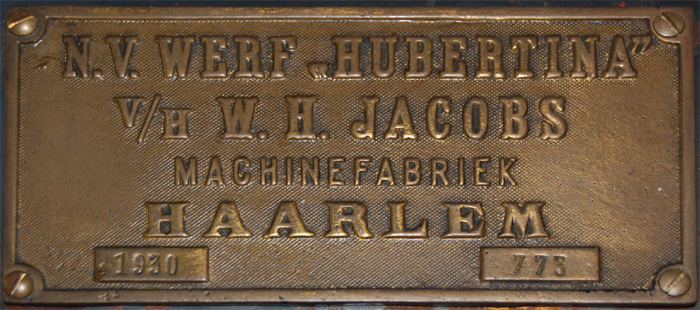 N.V. WERF „HUBERTINA”
V/H W. H. JACOBS
MACHINEFABRIEK
HAARLEM
1930 773